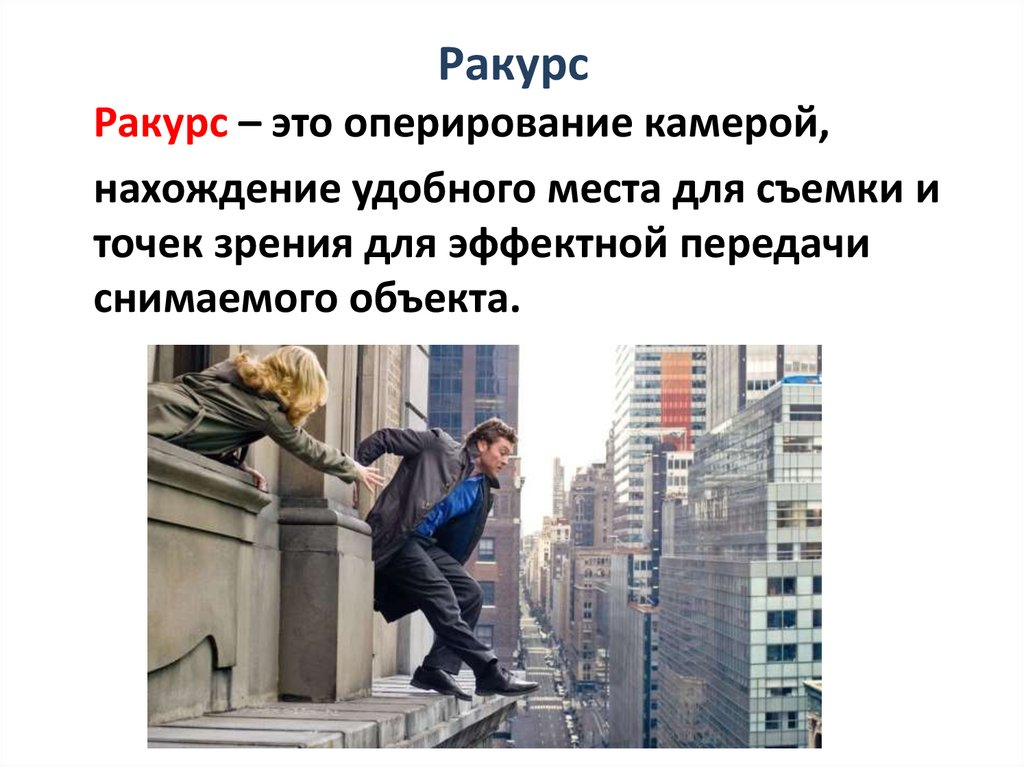 Ракурс
Ракурс – это оперирование камерой,
нахождение удобного места для съемки и
точек зрения для эффектной передачи
снимаемого объекта.